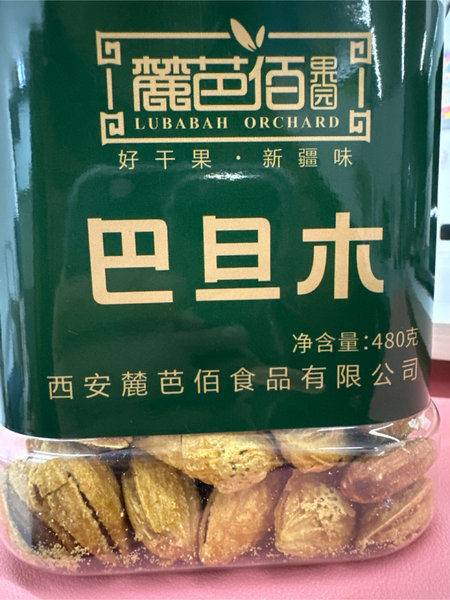 麓芭佰果园
LUBABAH ORCHARD
好干果·新疆味
巴旦木
净含量:480克
西安麓芭佰食品有限公司